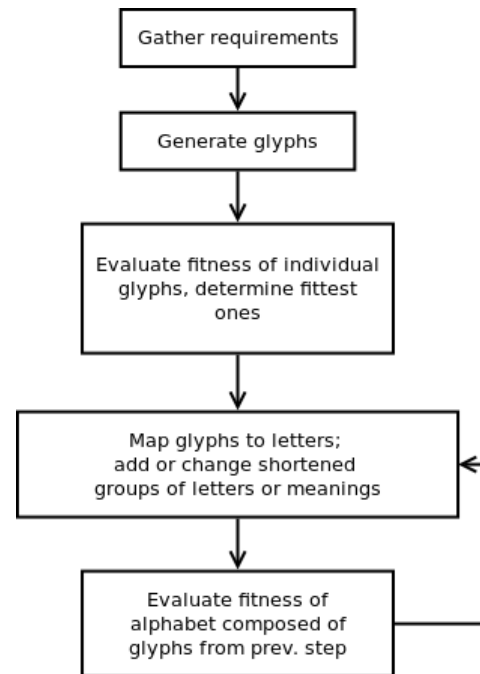 Gather requirements
Generate glyphs
Evaluate fitness of individual
glyphs, determine fittest
ones
Map glyphs to letters;
add or change shortened
groups of letters or meanings
Evaluate fitness of
alphabet composed of
glyphs from prev. step